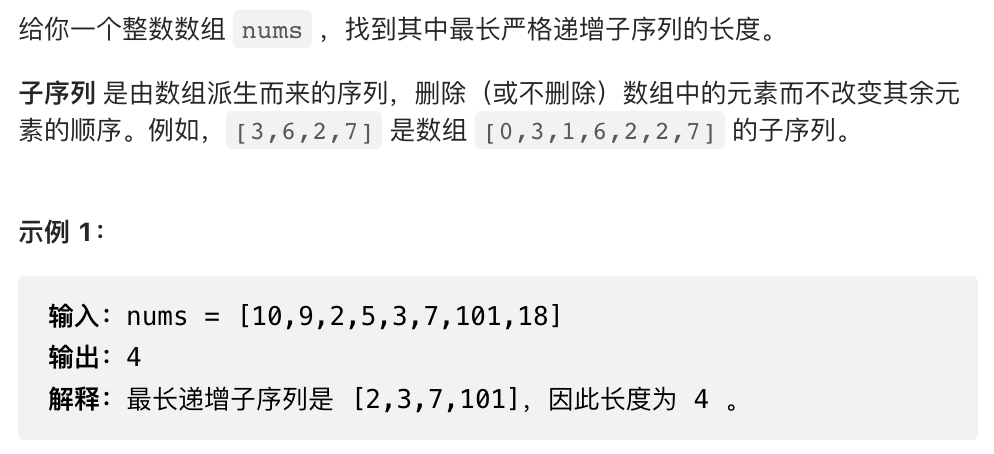 给你一个整数数组 nums ，找到其中最长严格递增子序列的长度。
子序列 是由数组派生而来的序列，删除（或不删除）数组中的元素而不改变其余元
素的顺序。例如，[3,6,2,7] 是数组 [0,3,1,6,2,2,7] 的子序列。
示例 1：
输入：nums = [10,9,2,5,3,7,101,18]
输出：4
解释：最长递增子序列是 [2,3,7,101]，因此长度为 4 。